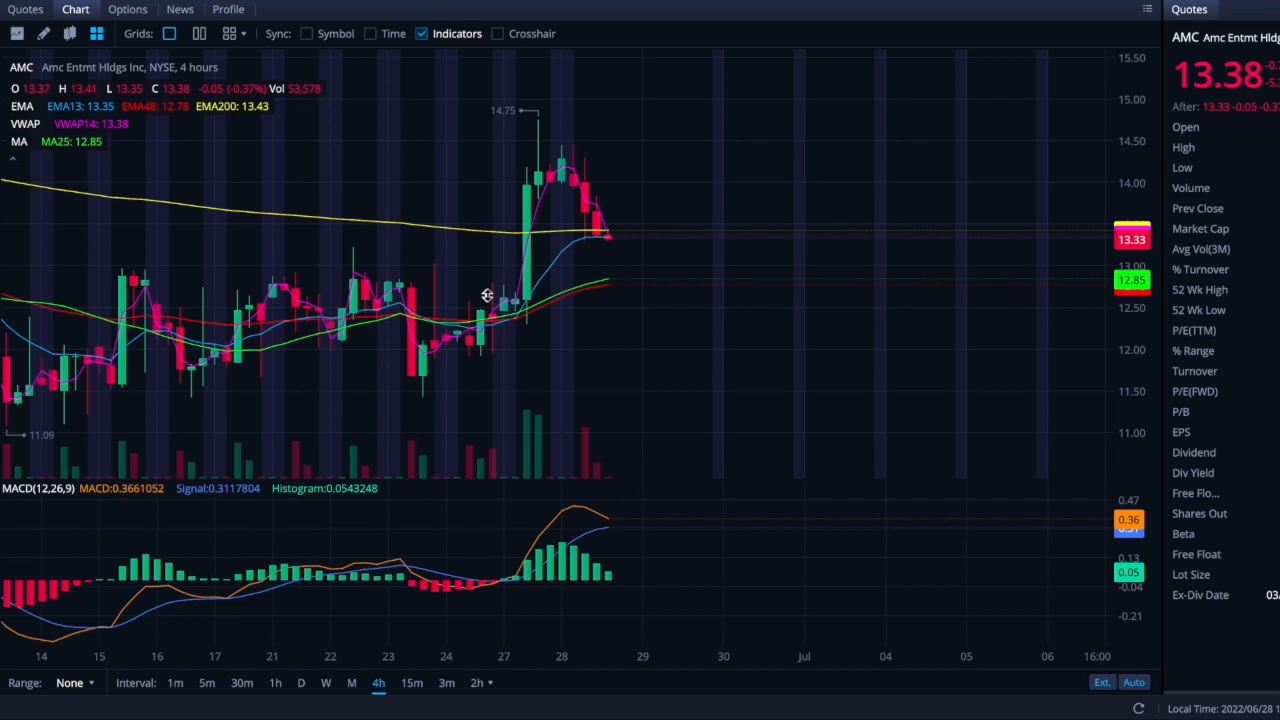 Quotes Chart Options News Profile
Quotes
Grids: Sync: Symbol Time Indicators Crosshair
AMC Amc Entmt Hldgs Inc, NYSE, 4 hours
O 13.37 H 13.41 L 13.35 C 13.38 -0.05 (-0.37%) Vol 53,578
EMA EMA13: 13.35 EMA48: 12.78 EMA200: 13.43
VWAP VWAP14: 13.38
MA MA25: 12.85
14.75
11.09
15.50
15.00
14.50
14.00
13.33
13.00
12.85
12.50
12.00
11.50
11.00
MACD(12,26,9) MACD:0.3661052 Signal:0.3117804 Histogram:0.0543248
0.47
0.36
0.13
0.05
-0.04
-0.21
14 15 16 17 21 22 23 24 27 28 29 30 Jul 04 05 06 16:00
Range: None Interval: 1m 5m 30m 1h D W M 4h 15m 3m 2h Ext. Auto
AMC Amc Entmt Hldg
13.38
After: 13.33 -0.05 -0.37
Open
High
Low
Volume
Prev Close
Market Cap
Avg Vol(3M)
% Turnover
52 Wk High
52 Wk Low
P/E(TTM)
% Range
Turnover
P/E(FWD)
P/B
EPS
Dividend
Div Yield
Free Flo...
Shares Out
Beta
Free Float
Lot Size
Ex-Div Date 03/
Local Time: 2022/06/28 1